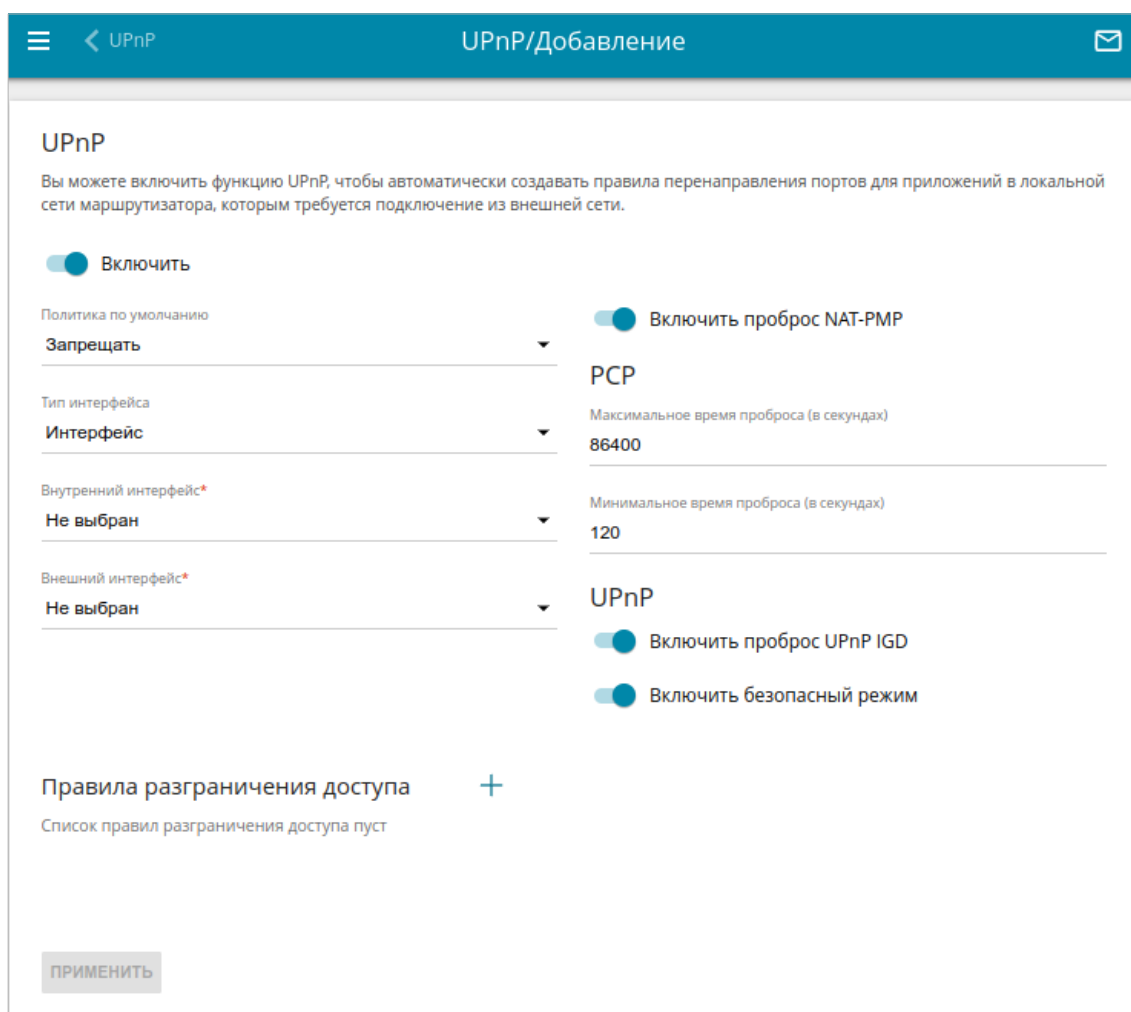 UPnP
UPnP/Добавление
UPnP
Вы можете включить функцию UPnP, чтобы автоматически создавать правила перенаправления портов для приложений в локальной
сети маршрутизатора, которым требуется подключение из внешней сети.
Включить
Политика по умолчанию
Запрещать
Тип интерфейса
Интерфейс
Внутренний интерфейс*
Не выбран
Внешний интерфейс*
Не выбран
Включить проброс NAT-PMP
PCP
Максимальное время проброса (в секундах)
86400
Минимальное время проброса (в секундах)
120
UPnP
Включить проброс UPnP IGD
Включить безопасный режим
Правила разграничения доступа
Список правил разграничения доступа пуст
ПРИМЕНИТЬ